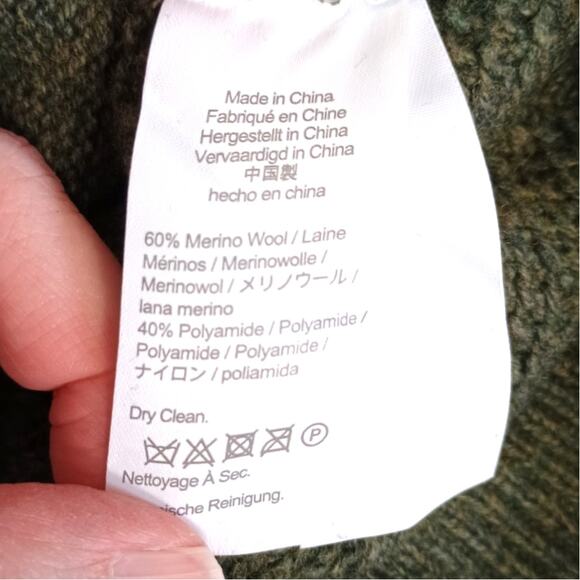 Made in China
Fabriqué en Chine
Hergestellt in China
Vervaardigd in China
中国製
hecho en china
60% Merino Wool / Laine
Mérinos / Merinowolle /
Merinowol / メリノウール /
lana merino
40% Polyamide / Polyamide /
Polyamide / Polyamide /
ナイロン / poliamida
Dry Clean.
P
Nettoyage À Sec.
Reinigung.